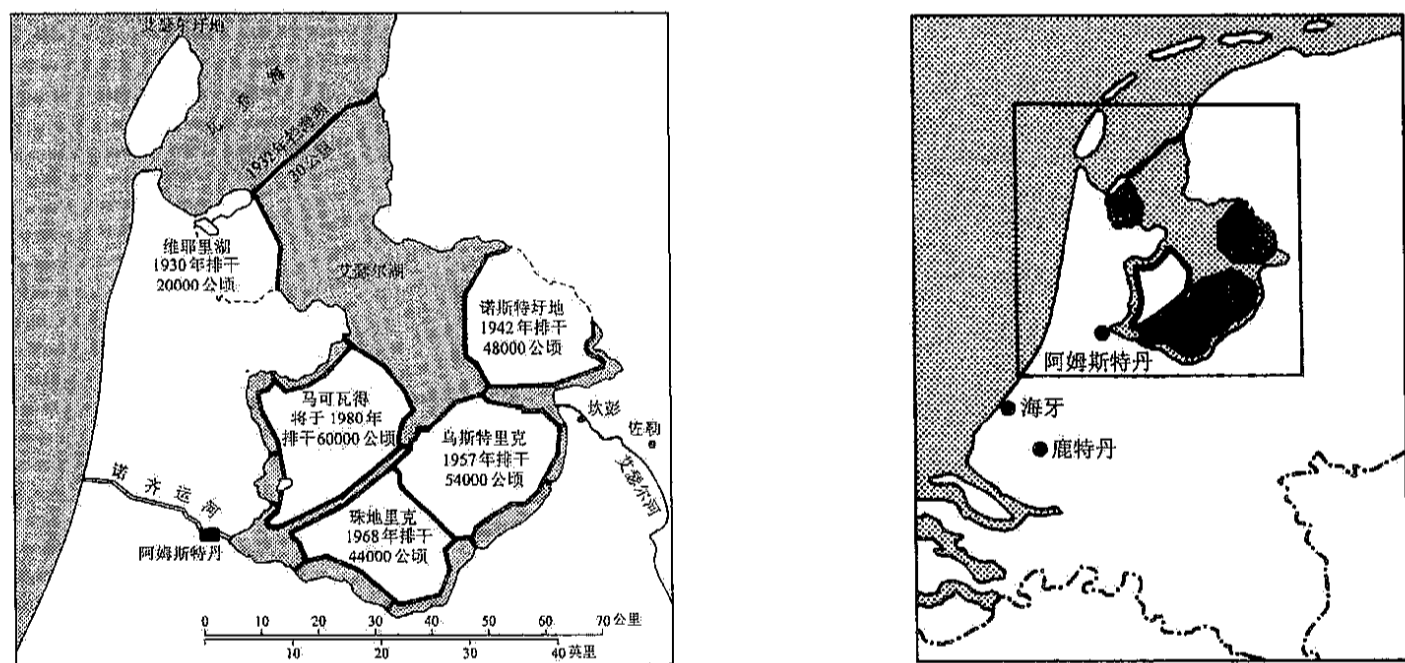 艾瑟尔圩地
1932年拦海坝
30公里
维耶里湖
1930年排干
20000公顷
艾瑟尔湖
诺斯特圩地
1942年排干
48000公顷
马可瓦得
将于1980年
排干60000公顷
坎彭
佐勒
乌斯特里克
1957年排干
54000公顷
艾瑟尔河
诺齐运河
珠地里克
1968年排干
44000公顷
阿姆斯特丹
0 10 20 30 40 50 60 70公里
10 20 30 40英里
阿姆斯特丹
海牙
鹿特丹